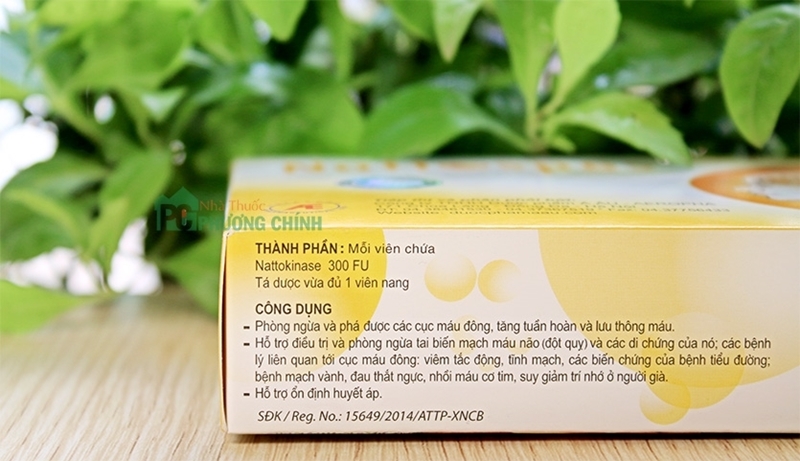 Nhà Thuốc
PHƯƠNG CHÍNH
THÀNH PHẦN : Mỗi viên chứa
Nattokinase 300 FU
Tá dược vừa đủ 1 viên nang
CÔNG DỤNG
- Phòng ngừa và phá được các cục máu đông, tăng tuần hoàn và lưu thông máu.
- Hỗ trợ điều trị và phòng ngừa tai biến mạch máu não (đột quỵ) và các di chứng của nó; các bệnh
lý liên quan tới cục máu đông: viêm tắc động, tĩnh mạch, các biến chứng của bệnh tiểu đường;
bệnh mạch vành, đau thắt ngực, nhồi máu cơ tim, suy giảm trí nhớ ở người già.
- Hỗ trợ ổn định huyết áp.
SĐK / Reg. No.: 15649/2014/ATTP-XNCB